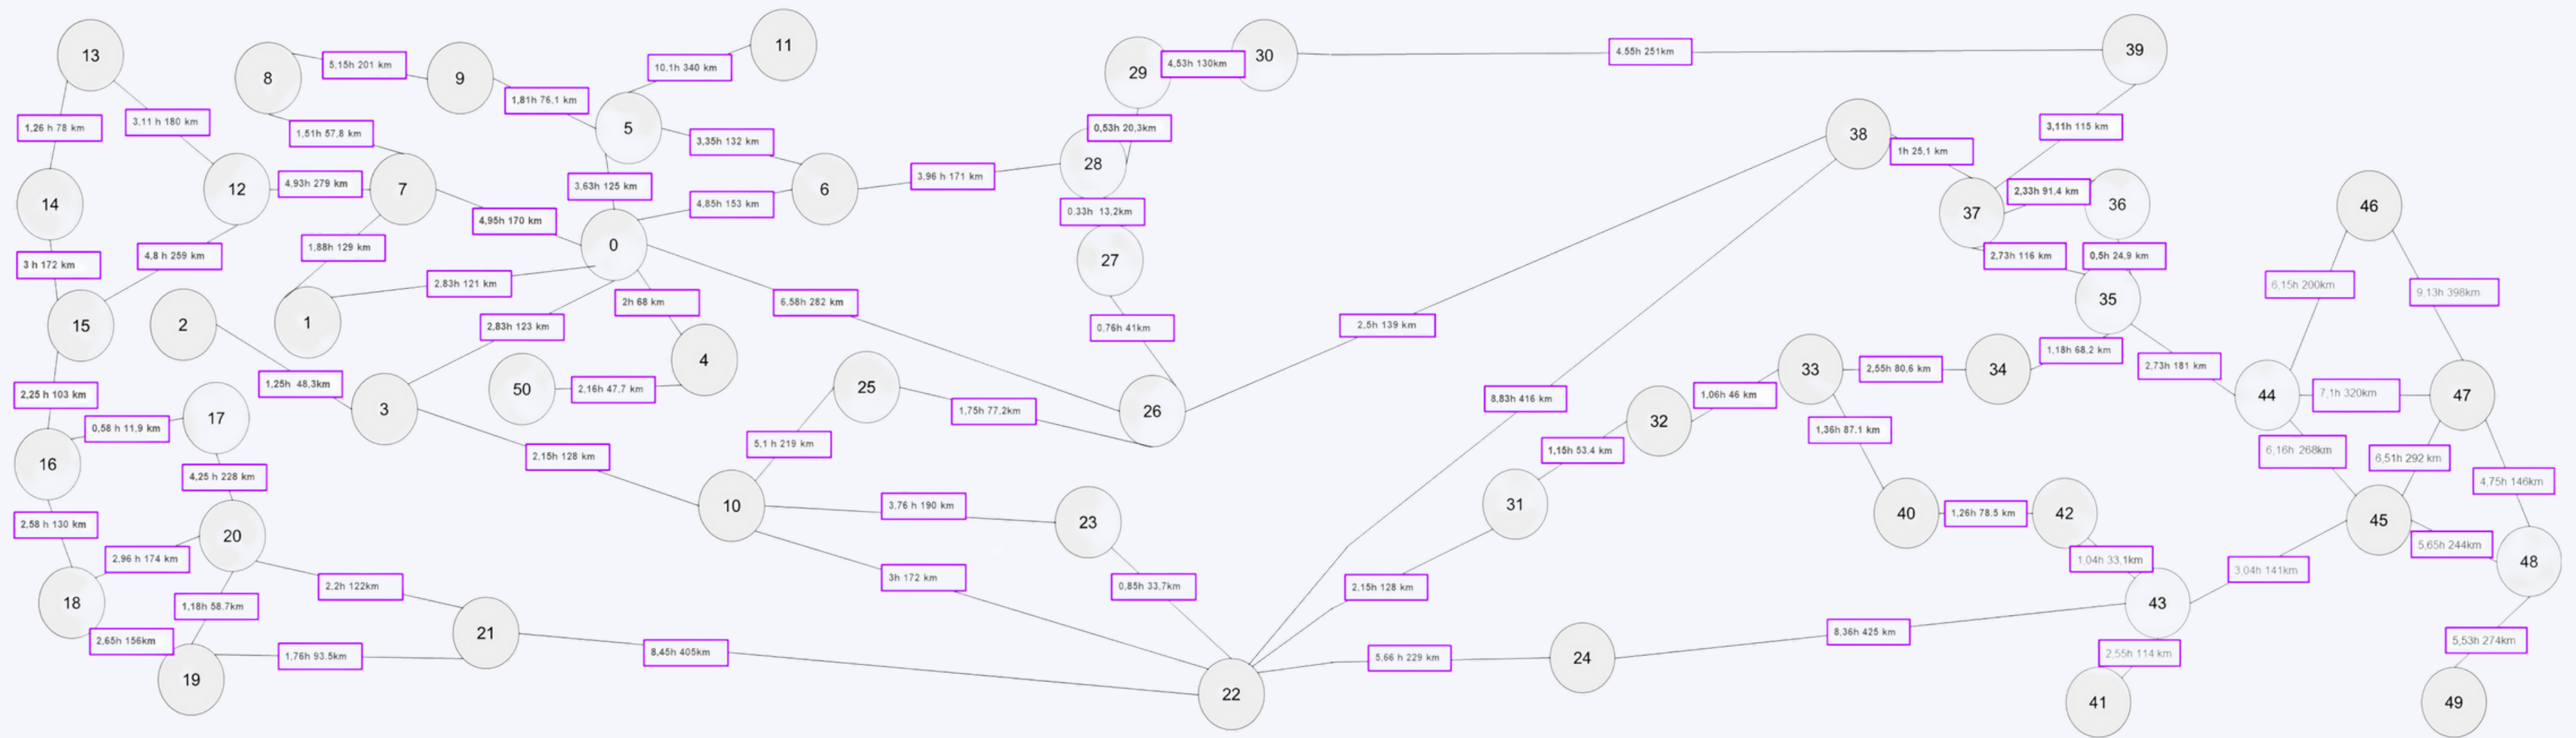 11
13
8
5,15h 201 km
9
10,1h 340 km
29
4,53h 130km
30
4.55h 251km
39
1,26 h 78 km
3,11 h 180 km
1,51h 57,8 km
1,81h 76,1 km
5
3,35h 132 km
0,53h 20,3km
28
38
1h 25,1 km
3,11h 115 km
14
12
4,93h 279 km
7
3,63h 125 km
4,85h 153 km
6
3,96 h 171 km
0.33h 13,2km
37
2,33h 91,4 km
36
46
4,95h 170 km
3 h 172 km
4,8 h 259 km
1,88h 129 km
0
27
2,73h 116 km
0,5h 24,9 km
2,83h 121 km
2h 68 km
6,58h 282 km
35
6,15h 200km
9,13h 398km
15
2
1
2,83h 123 km
0,76h 41km
2,5h 139 km
4
1,18h 68,2 km
2,73h 181 km
2,25 h 103 km
1,25h 48,3km
50
2,16h 47,7 km
25
33
2,55h 80,6 km
34
17
3
1,75h 77.2km
26
8,83h 416 km
1,06h 46 km
44
7,1h 320km
47
0,58 h 11,9 km
5,1 h 219 km
32
1,36h 87,1 km
16
4,25 h 228 km
2,15h 128 km
1,15h 53.4 km
6,16h 268km
6,51h 292 km
4,75h 146km
2,58 h 130 km
10
3,76 h 190 km
23
31
40
1,26h 78.5 km
42
45
5,65h 244km
20
2,96 h 174 km
1,04h 33,1km
3,04h 141km
48
18
1,18h 58.7km
2,2h 122km
3h 172 km
0,85h 33,7km
2,15h 128 km
43
2,65h 156km
19
1,76h 93.5km
21
8,45h 405km
5,66 h 229 km
24
8,36h 425 km
2,55h 114 km
5,53h 274km
22
41
49